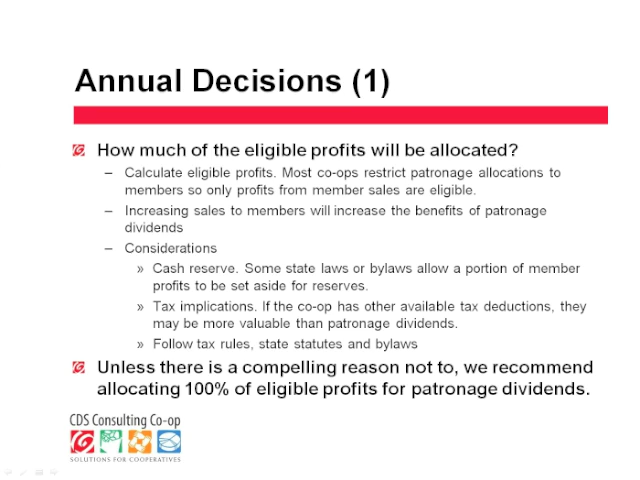 Annual Decisions (1)
How much of the eligible profits will be allocated?
– Calculate eligible profits. Most co-ops restrict patronage allocations to
members so only profits from member sales are eligible.
– Increasing sales to members will increase the benefits of patronage
dividends
– Considerations
» Cash reserve. Some state laws or bylaws allow a portion of member
profits to be set aside for reserves.
» Tax implications. If the co-op has other available tax deductions, they
may be more valuable than patronage dividends.
» Follow tax rules, state statutes and bylaws
Unless there is a compelling reason not to, we recommend
allocating 100% of eligible profits for patronage dividends.
CDS Consulting Co-op
SOLUTIONS FOR COOPERATIVES